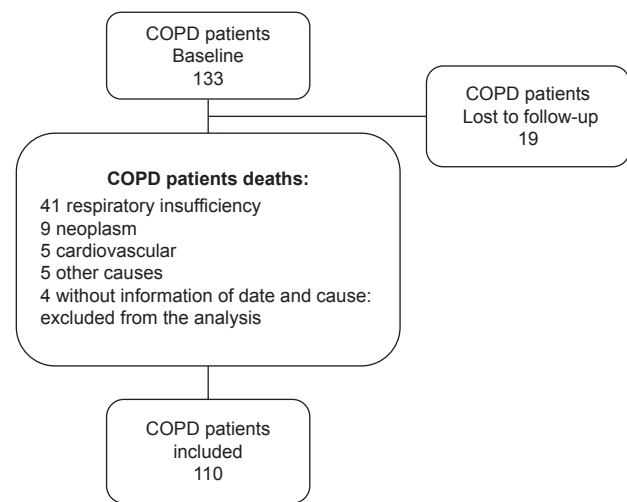 COPD patients
Baseline
133
COPD patients
Lost to follow-up
19
COPD patients deaths:
41 respiratory insufficiency
9 neoplasm
5 cardiovascular
5 other causes
4 without information of date and cause:
excluded from the analysis
COPD patients
included
110